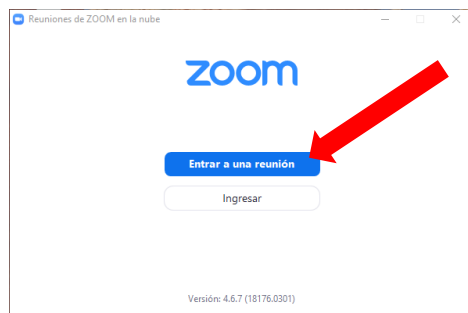 Reuniones de ZOOM en la nube
zoom
Entrar a una reunión
Ingresar
Versión: 4.6.7 (18176.0301)